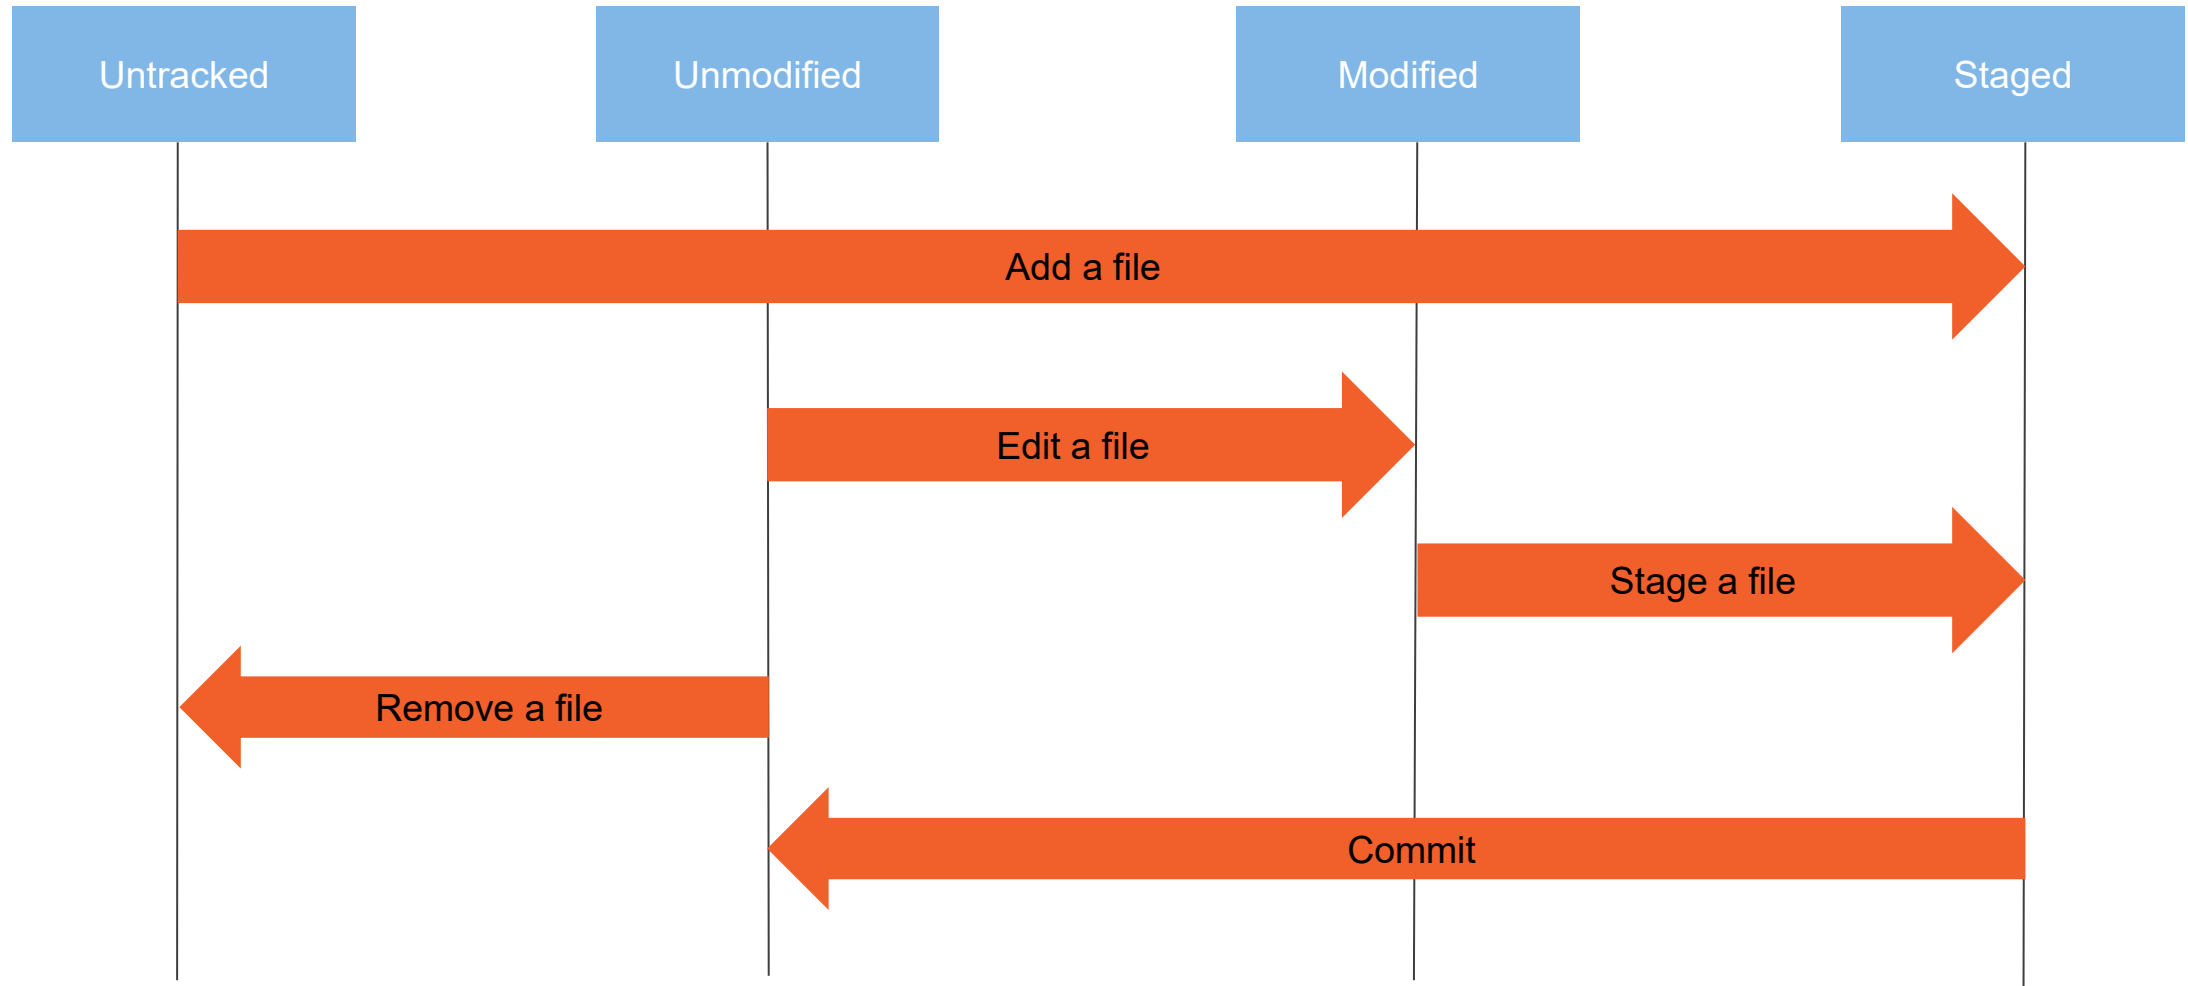 Untracked
Unmodified
Modified
Staged
Add a file
Edit a file
Stage a file
Remove a file
Commit